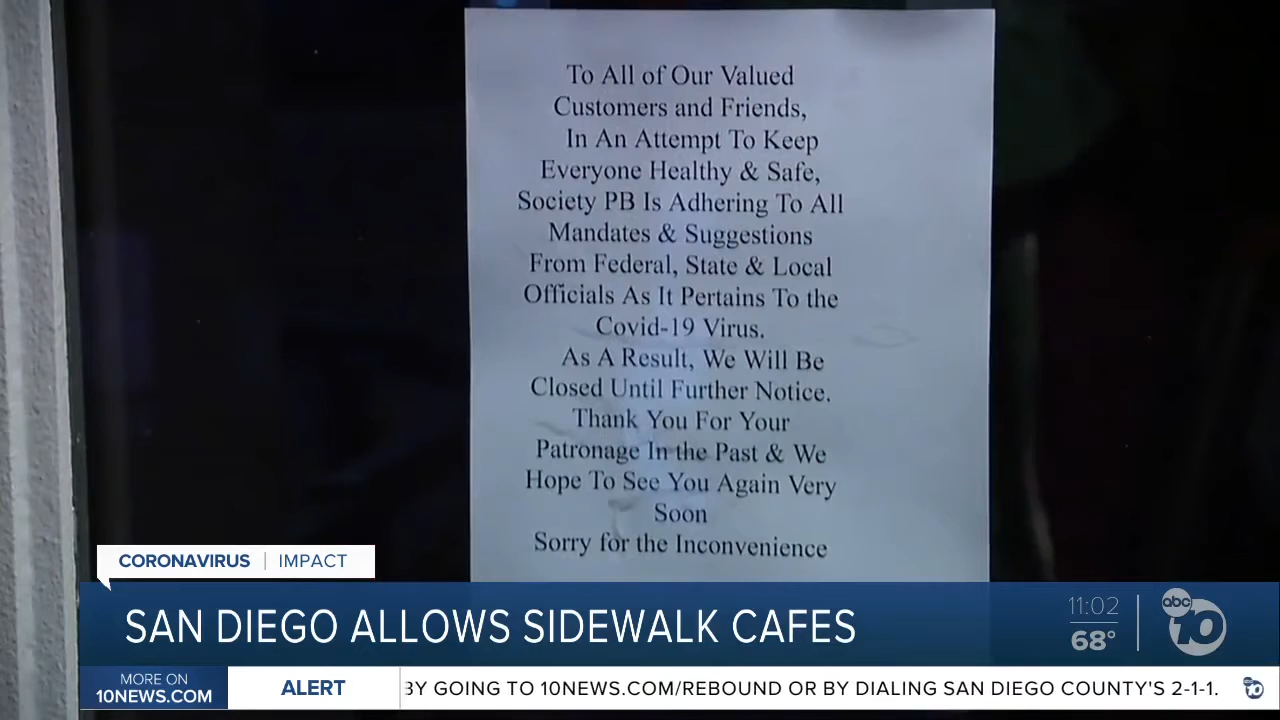 To All of Our Valued
Customers and Friends,
In An Attempt To Keep
Everyone Healthy & Safe,
Society PB Is Adhering To All
Mandates & Suggestions
From Federal, State & Local
Officials As It Pertains To the
Covid-19 Virus.
As A Result, We Will Be
Closed Until Further Notice.
Thank You For Your
Patronage In the Past & We
Hope To See You Again Very
Soon
Sorry for the Inconvenience
CORONAVIRUS | IMPACT
SAN DIEGO ALLOWS SIDEWALK CAFES
11:02
68°
abc 10
MORE ON
10NEWS.COM
ALERT
BY GOING TO 10NEWS.COM/REBOUND OR BY DIALING SAN DIEGO COUNTY'S 2-1-1.
abc 10